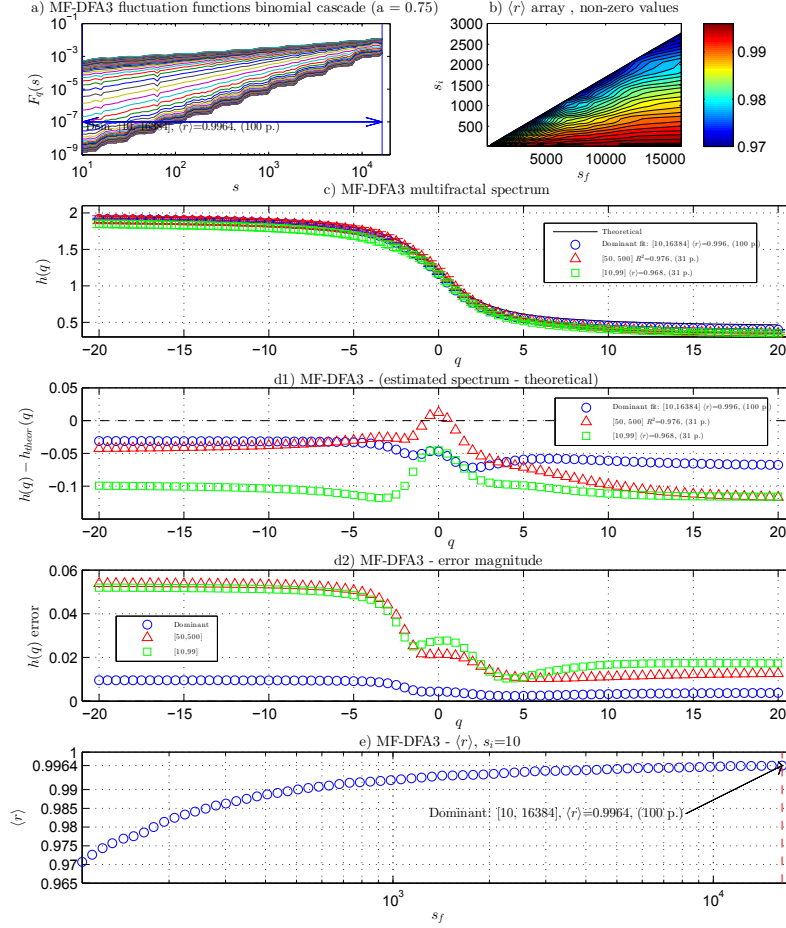 a) MF-DFA3 fluctuation functions binomial cascade (a = 0.75)
10^−1
10^−3
10^−5
10^−7
10^−9
F_q(s)
Dom. [10, 16384], ⟨r⟩=0.9964, (100 p.)
10^1
10^2
10^3
10^4
s
b) ⟨r⟩ array , non-zero values
3000
2500
2000
1500
1000
500
s_i
5000
10000
15000
s_f
0.99
0.98
0.97
c) MF-DFA3 multifractal spectrum
2
1.5
1
0.5
h(q)
Theoretical
Dominant fit: [10,16384] ⟨r⟩=0.996, (100 p.)
[50, 500] R²=0.976, (31 p.)
[10,99] ⟨r⟩=0.968, (31 p.)
−20
−15
−10
−5
0
5
10
15
20
q
d1) MF-DFA3 - (estimated spectrum - theoretical)
0.05
0
−0.05
−0.1
h(q) − h_theor(q)
Dominant fit: [10,16384] ⟨r⟩=0.996, (100 p.)
[50, 500] R²=0.976, (31 p.)
[10,99] ⟨r⟩=0.968, (31 p.)
−20
−15
−10
−5
0
5
10
15
20
q
d2) MF-DFA3 - error magnitude
0.06
0.04
0.02
0
h(q) error
Dominant
[50,500]
[10,99]
−20
−15
−10
−5
0
5
10
15
20
q
e) MF-DFA3 - ⟨r⟩, s_i=10
1
0.9964
0.99
0.985
0.98
0.97
0.965
⟨r⟩
Dominant: [10, 16384], ⟨r⟩=0.9964, (100 p.)
10^3
10^4
s_f